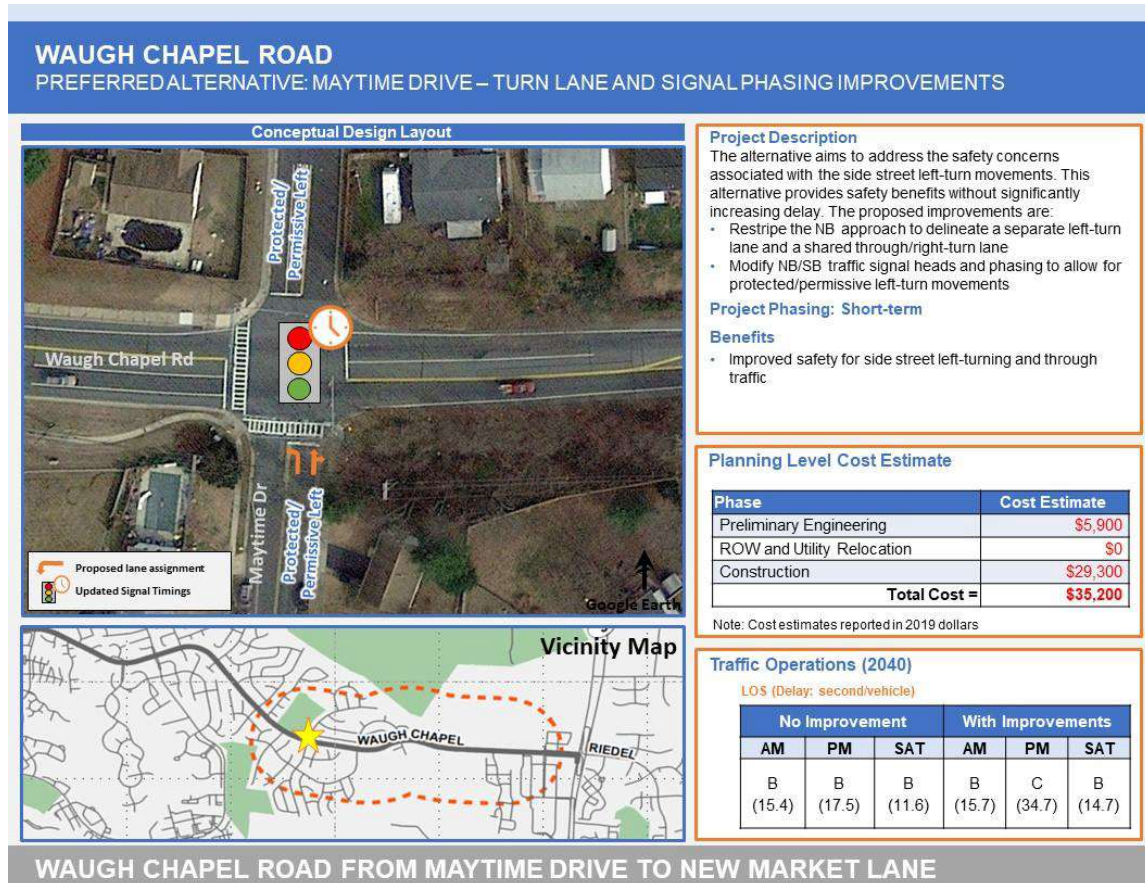 WAUGH CHAPEL ROAD
PREFERRED ALTERNATIVE: MAYTIME DRIVE – TURN LANE AND SIGNAL PHASING IMPROVEMENTS
Conceptual Design Layout
Protected/
Permissive Left
Waugh Chapel Rd
Maytime Dr
Protected/
Permissive Left
Proposed lane assignment
Updated Signal Timings
Google Earth
Vicinity Map
WAUGH CHAPEL
RIEDEL
Project Description
The alternative aims to address the safety concerns
associated with the side street left-turn movements. This
alternative provides safety benefits without significantly
increasing delay. The proposed improvements are:
• Restripe the NB approach to delineate a separate left-turn
lane and a shared through/right-turn lane
• Modify NB/SB traffic signal heads and phasing to allow for
protected/permissive left-turn movements
Project Phasing: Short-term
Benefits
• Improved safety for side street left-turning and through
traffic
Planning Level Cost Estimate
Phase Cost Estimate
Preliminary Engineering $5,900
ROW and Utility Relocation $0
Construction $29,300
Total Cost = $35,200
Note: Cost estimates reported in 2019 dollars
Traffic Operations (2040)
LOS (Delay: second/vehicle)
No Improvement With Improvements
AM PM SAT AM PM SAT
B B B B C B
(15.4) (17.5) (11.6) (15.7) (34.7) (14.7)
WAUGH CHAPEL ROAD FROM MAYTIME DRIVE TO NEW MARKET LANE